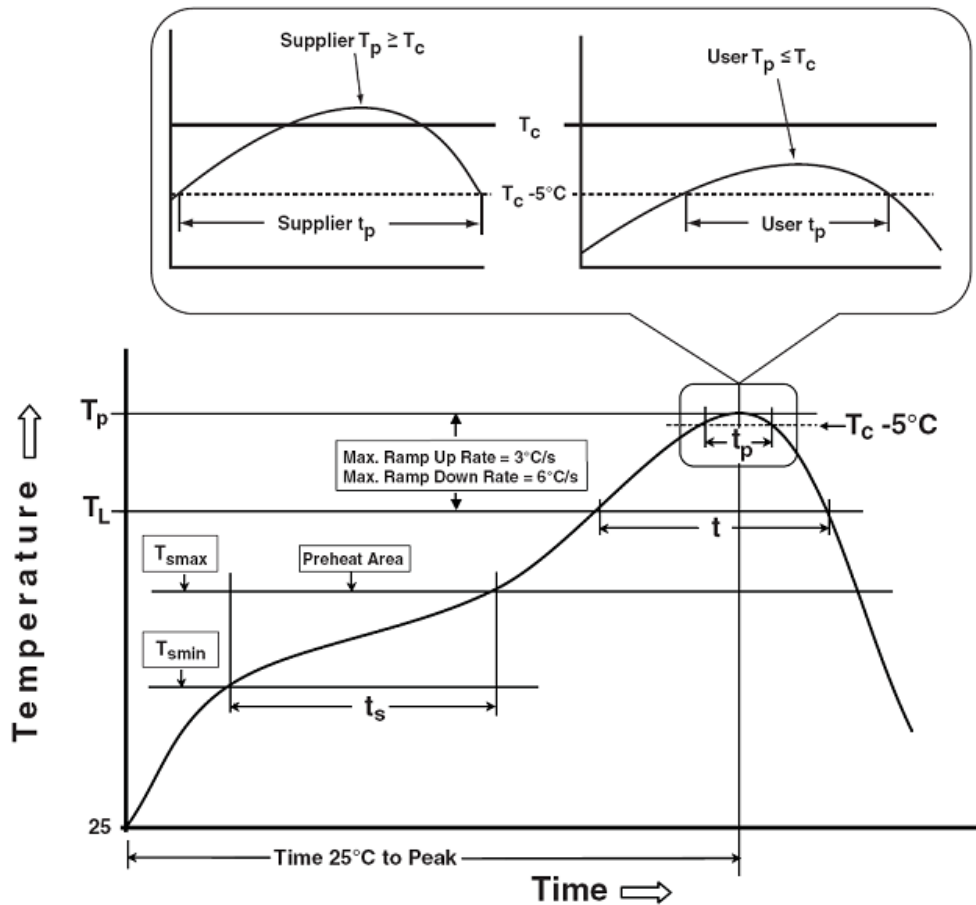 Supplier Tp ≥ Tc
User Tp ≤ Tc
Tc
Tc -5°C
Supplier tp
User tp
Tp
Tc -5°C
tp
Max. Ramp Up Rate = 3°C/s
Max. Ramp Down Rate = 6°C/s
TL
t
Tsmax
Preheat Area
Tsmin
ts
Temperature
25
Time 25°C to Peak
Time